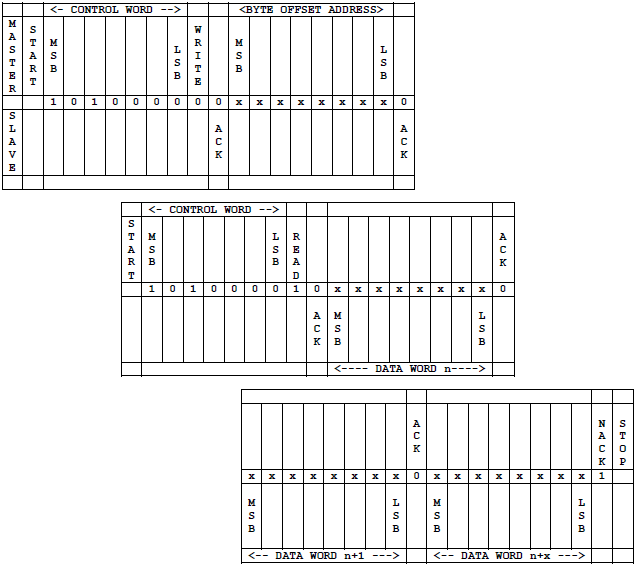 <- CONTROL WORD --> <BYTE OFFSET ADDRESS>
MASTER START MSB LSB WRITE MSB LSB
1 0 1 0 0 0 0 0 0 x x x x x x x x 0
SLAVE ACK ACK
<- CONTROL WORD -->
START MSB LSB READ ACK
1 0 1 0 0 0 0 1 0 x x x x x x x x 0
ACK MSB LSB
<---- DATA WORD n---->
ACK NACK STOP
x x x x x x x x 0 x x x x x x x x 1
MSB LSB MSB LSB
<-- DATA WORD n+1 ---> <-- DATA WORD n+x --->